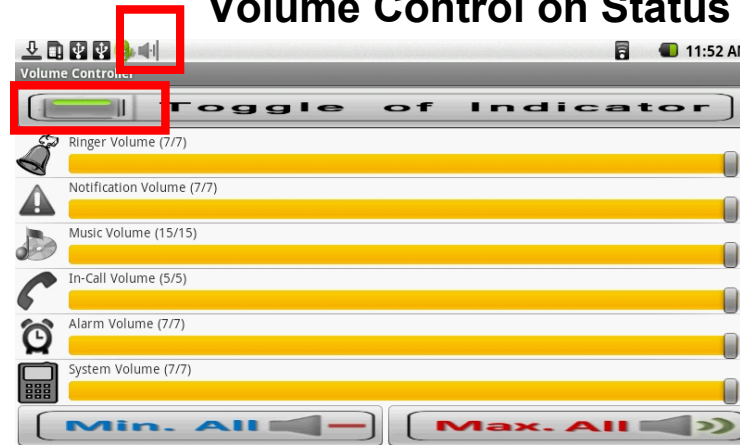 Volume Control on Status
11:52 AM
Volume Controller
Toggle of Indicator
Ringer Volume (7/7)
Notification Volume (7/7)
Music Volume (15/15)
In-Call Volume (5/5)
Alarm Volume (7/7)
System Volume (7/7)
Min. All
Max. All